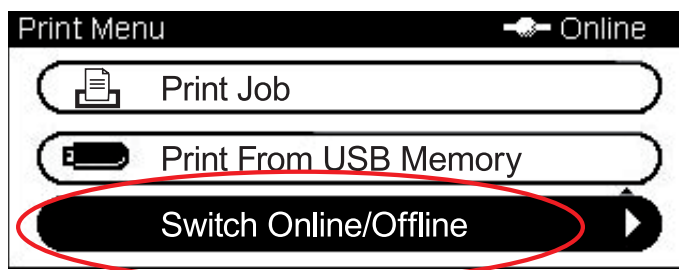 Print Menu Online
Print Job
Print From USB Memory
Switch Online/Offline